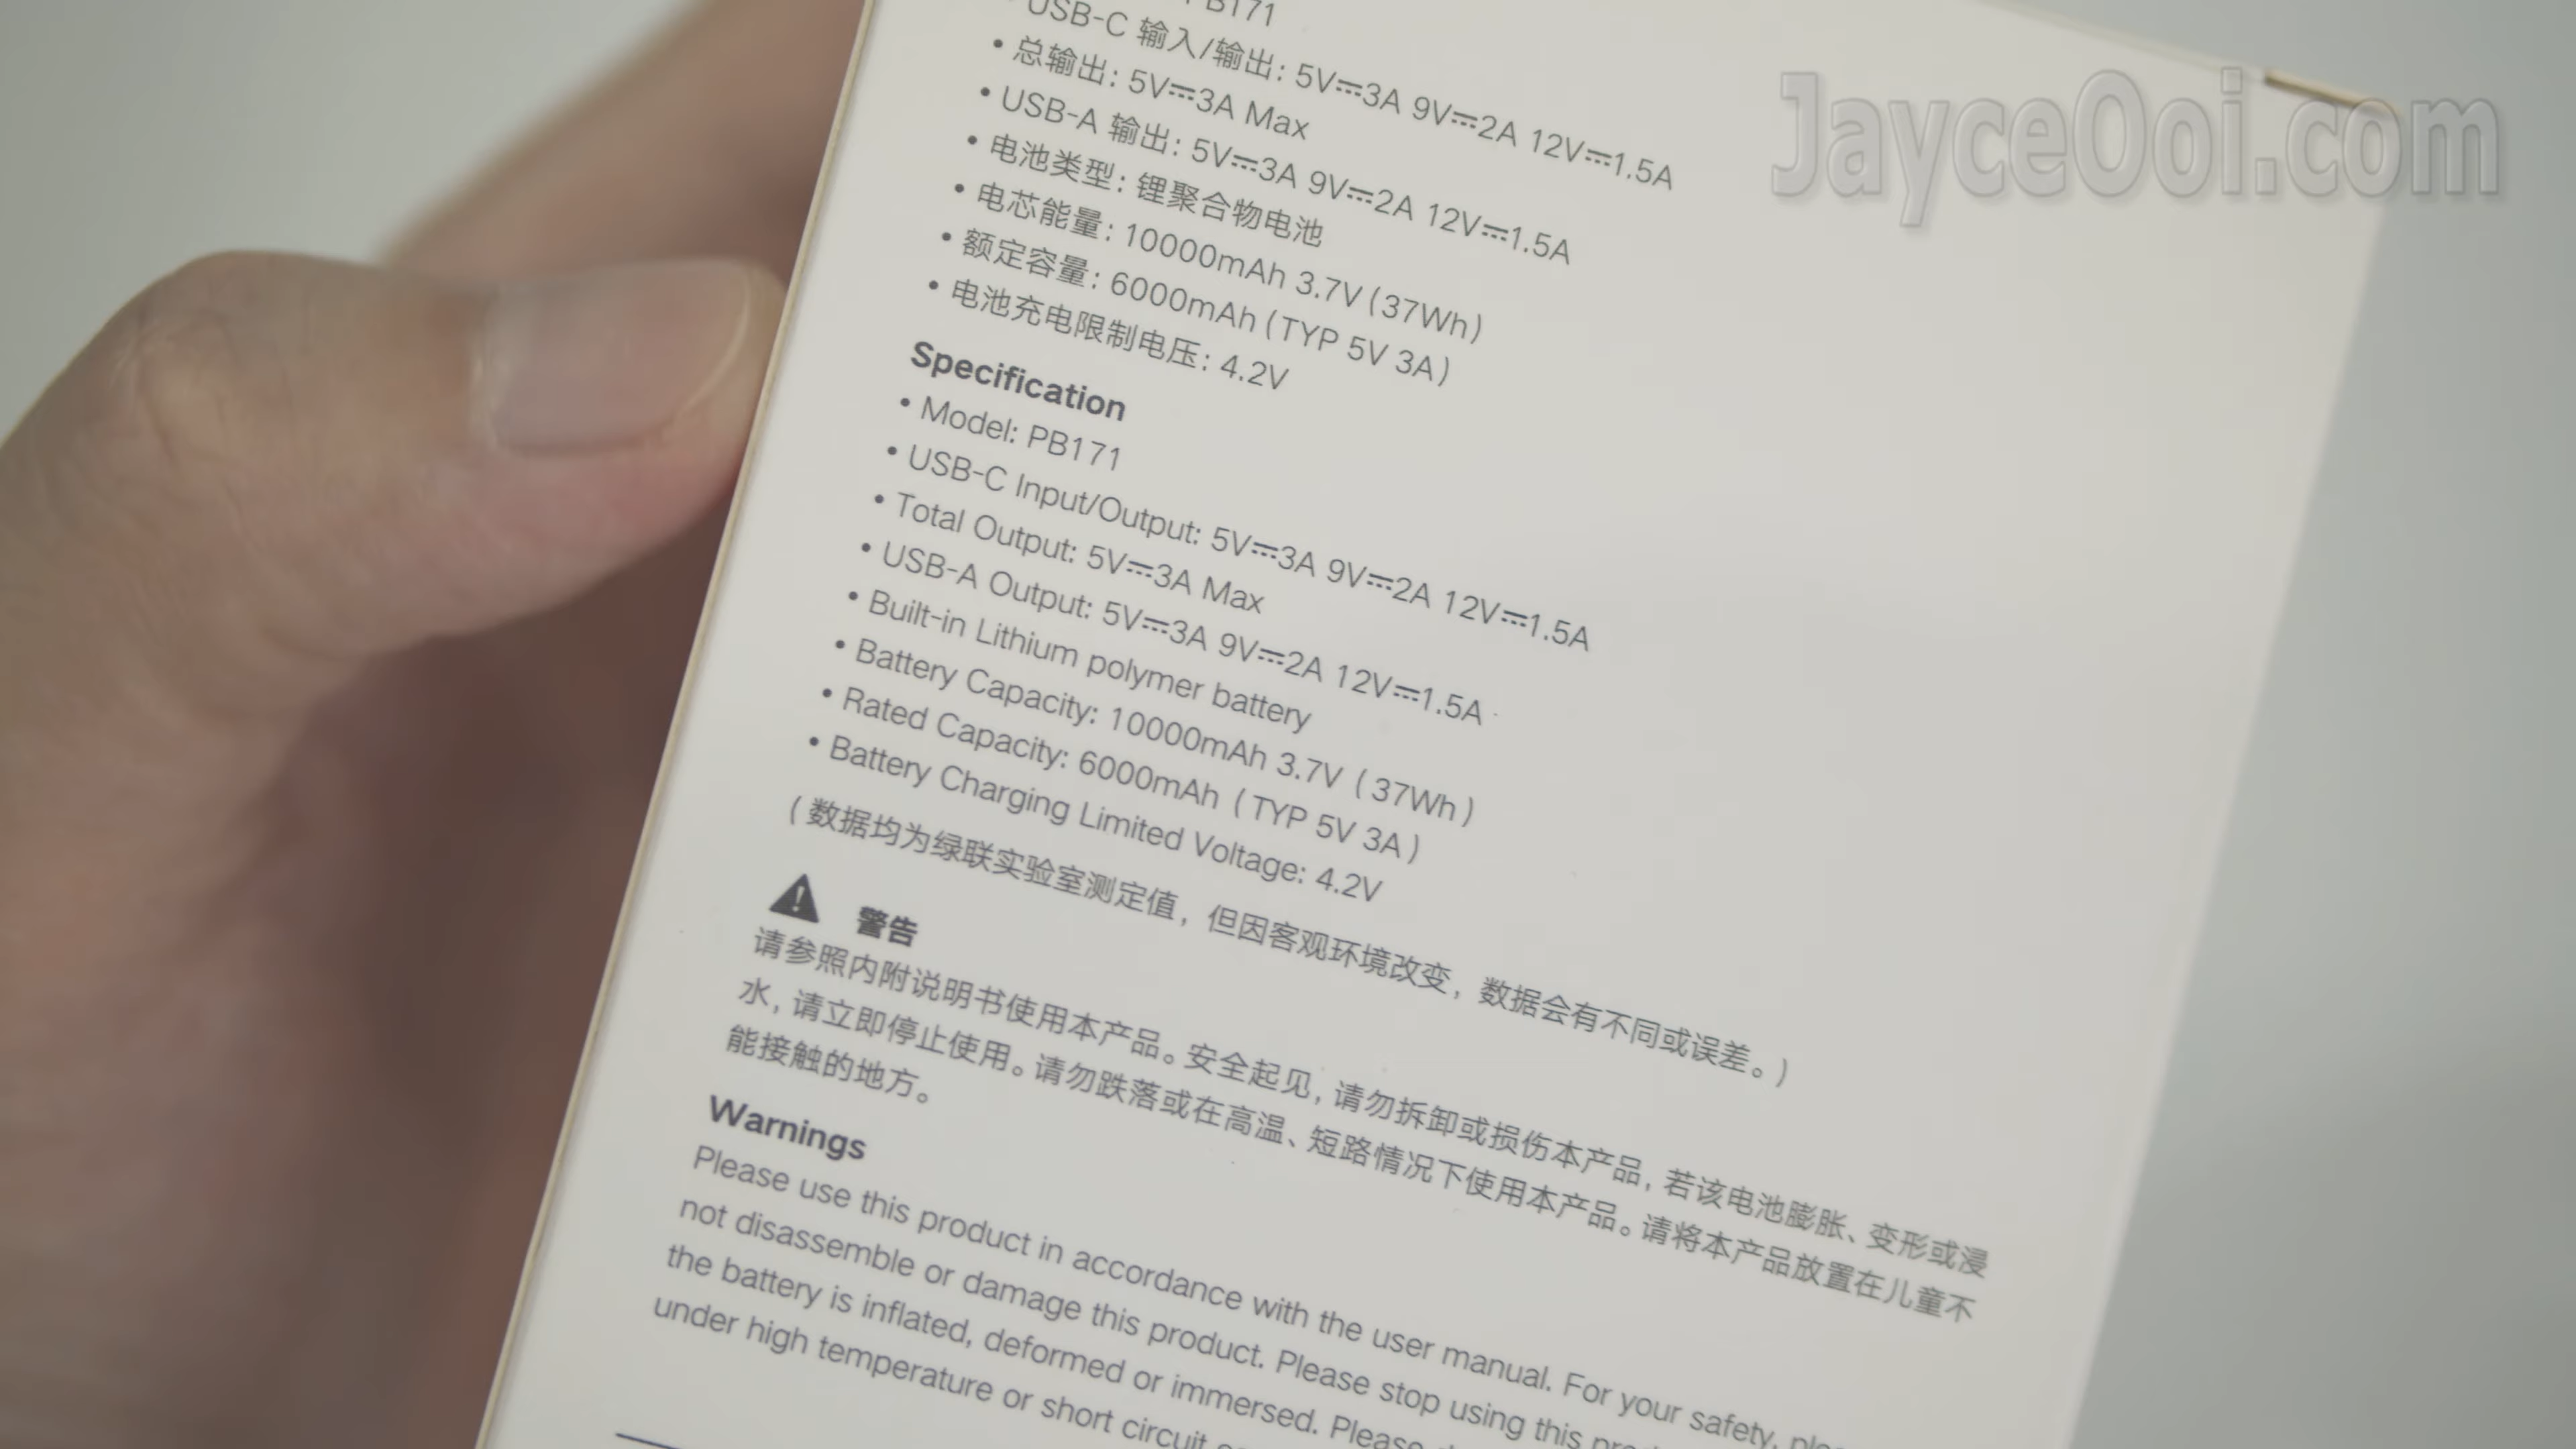 PB171
USB-C 输入/输出: 5V⎓3A 9V⎓2A 12V⎓1.5A
• 总输出: 5V⎓3A Max
• USB-A 输出: 5V⎓3A 9V⎓2A 12V⎓1.5A
• 电池类型: 锂聚合物电池
• 电芯能量: 10000mAh 3.7V (37Wh)
• 额定容量: 6000mAh (TYP 5V 3A)
• 电池充电限制电压: 4.2V
Specification
• Model: PB171
• USB-C Input/Output: 5V⎓3A 9V⎓2A 12V⎓1.5A
• Total Output: 5V⎓3A Max
• USB-A Output: 5V⎓3A 9V⎓2A 12V⎓1.5A
• Built-in Lithium polymer battery
• Battery Capacity: 10000mAh 3.7V (37Wh)
• Rated Capacity: 6000mAh (TYP 5V 3A)
• Battery Charging Limited Voltage: 4.2V
(数据均为绿联实验室测定值，但因客观环境改变，数据会有不同或误差。)
警告
请参照内附说明书使用本产品。安全起见，请勿拆卸或损伤本产品，若该电池膨胀、变形或浸
水，请立即停止使用。请勿跌落或在高温、短路情况下使用本产品。请将本产品放置在儿童不
能接触的地方。
Warnings
Please use this product in accordance with the user manual. For your safety,
not disassemble or damage this product. Please stop using this
the battery is inflated, deformed or immersed. Please
under high temperature or short circuit
JayceOoi.com